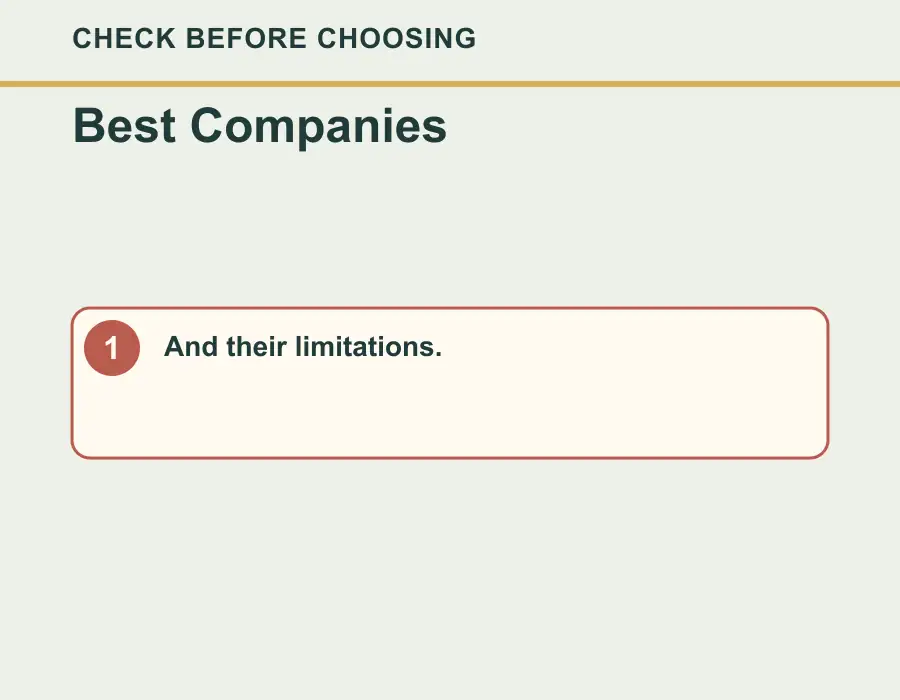 CHECK BEFORE CHOOSING
Best Companies
1 And their limitations.